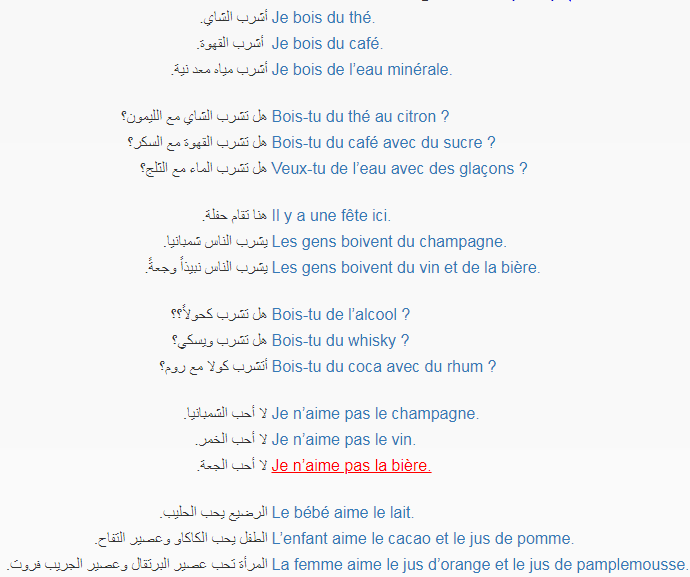 أشرب الشاي. Je bois du thé.
أشرب القهوة. Je bois du café.
أشرب مياه معدنية. Je bois de l’eau minérale.
هل تشرب الشاي مع الليمون؟ Bois-tu du thé au citron ?
هل تشرب القهوة مع السكر؟ Bois-tu du café avec du sucre ?
هل تشرب الماء مع الثلج؟ Veux-tu de l’eau avec des glaçons ?
هنا تقام حفلة. Il y a une fête ici.
يشرب الناس شمبانيا. Les gens boivent du champagne.
يشرب الناس نبيذاً وجعةً. Les gens boivent du vin et de la bière.
هل تشرب كحولاً؟؟ Bois-tu de l’alcool ?
هل تشرب ويسكي؟ Bois-tu du whisky ?
أتشرب كولا مع روم؟ Bois-tu du coca avec du rhum ?
لا أحب الشمبانيا. Je n’aime pas le champagne.
لا أحب الخمر. Je n’aime pas le vin.
لا أحب الجعة. Je n’aime pas la bière.
الرضيع يحب الحليب. Le bébé aime le lait.
الطفل يحب الكاكاو وعصير التفاح. L’enfant aime le cacao et le jus de pomme.
المرأة تحب عصير البرتقال وعصير الجريب فروت. La femme aime le jus d’orange et le jus de pamplemousse.